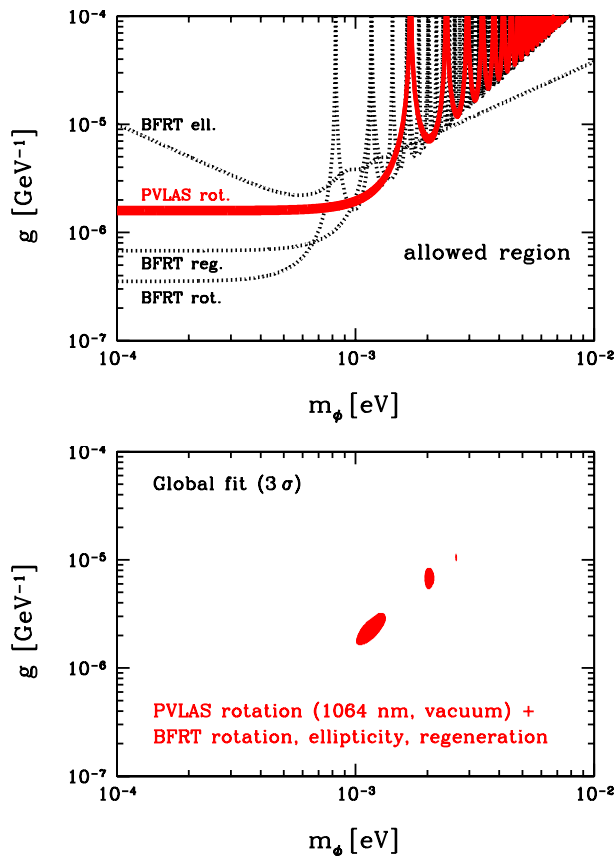 10⁻⁴
BFRT ell.
10⁻⁵
PVLAS rot.
g [GeV⁻¹]
10⁻⁶
BFRT reg.
allowed region
BFRT rot.
10⁻⁷
10⁻⁴ 10⁻³ 10⁻²
m_ϕ [eV]
10⁻⁴
Global fit (3σ)
10⁻⁵
g [GeV⁻¹]
10⁻⁶
PVLAS rotation (1064 nm, vacuum) +
BFRT rotation, ellipticity, regeneration
10⁻⁷
10⁻⁴ 10⁻³ 10⁻²
m_ϕ [eV]